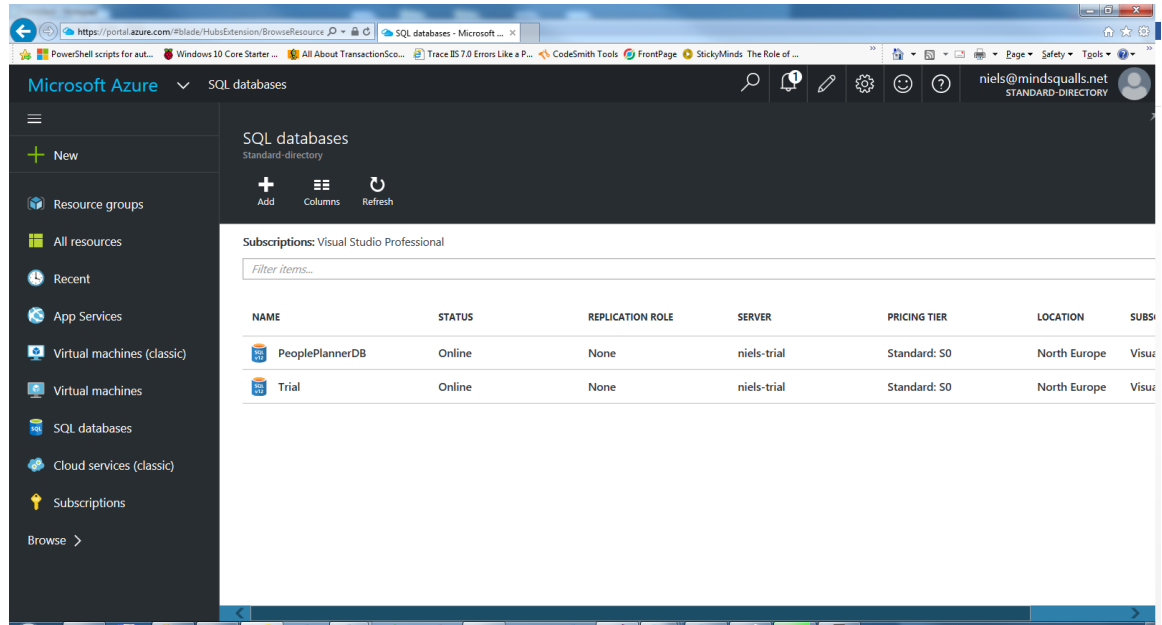 https://portal.azure.com/#blade/HubsExtension/BrowseResource
SQL databases - Microsoft ...
PowerShell scripts for aut... Windows 10 Core Starter ... All About TransactionSco... Trace IIS 7.0 Errors Like a P... CodeSmith Tools FrontPage StickyMinds The Role of ... Page Safety Tools
Microsoft Azure SQL databases 1 niels@mindsqualls.net
STANDARD-DIRECTORY
New
Resource groups
All resources
Recent
App Services
Virtual machines (classic)
Virtual machines
SQL databases
Cloud services (classic)
Subscriptions
Browse
SQL databases
Standard-directory
Add Columns Refresh
Subscriptions: Visual Studio Professional
Filter items...
NAME STATUS REPLICATION ROLE SERVER PRICING TIER LOCATION SUBS
PeoplePlannerDB Online None niels-trial Standard: S0 North Europe Visua
Trial Online None niels-trial Standard: S0 North Europe Visua